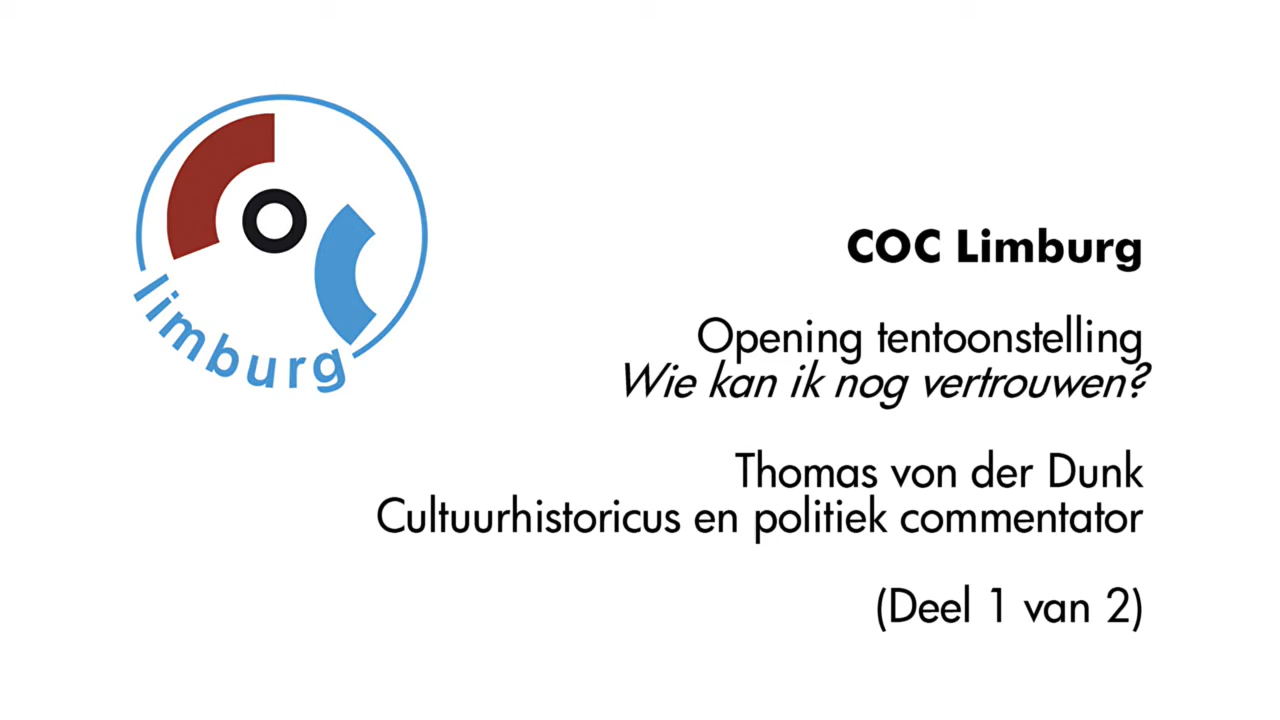 coc
limburg
COC Limburg
Opening tentoonstelling
Wie kan ik nog vertrouwen?
Thomas von der Dunk
Cultuurhistoricus en politiek commentator
(Deel 1 van 2)